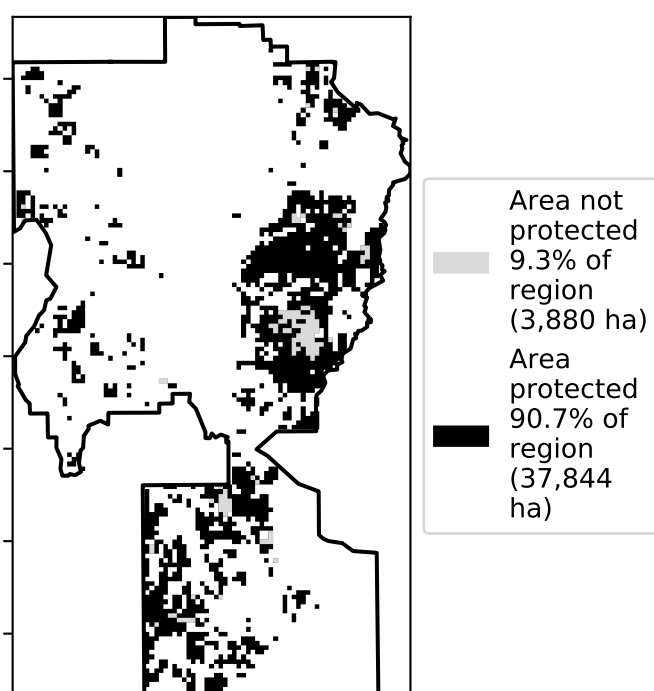 Area not
protected
9.3% of
region
(3,880 ha)
Area
protected
90.7% of
region
(37,844
ha)